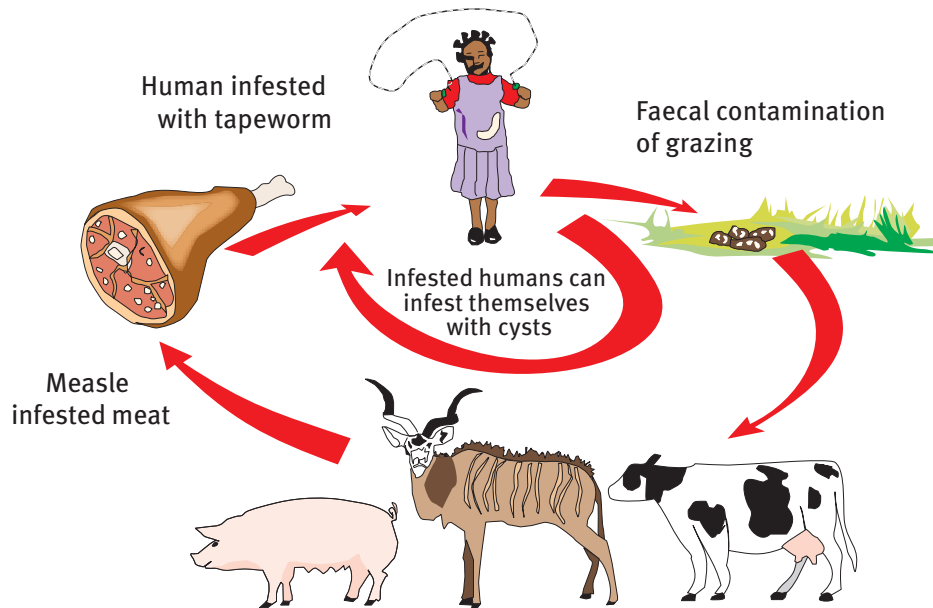 Human infested
with tapeworm
Faecal contamination
of grazing
Infested humans can
infest themselves
with cysts
Measle
infested meat